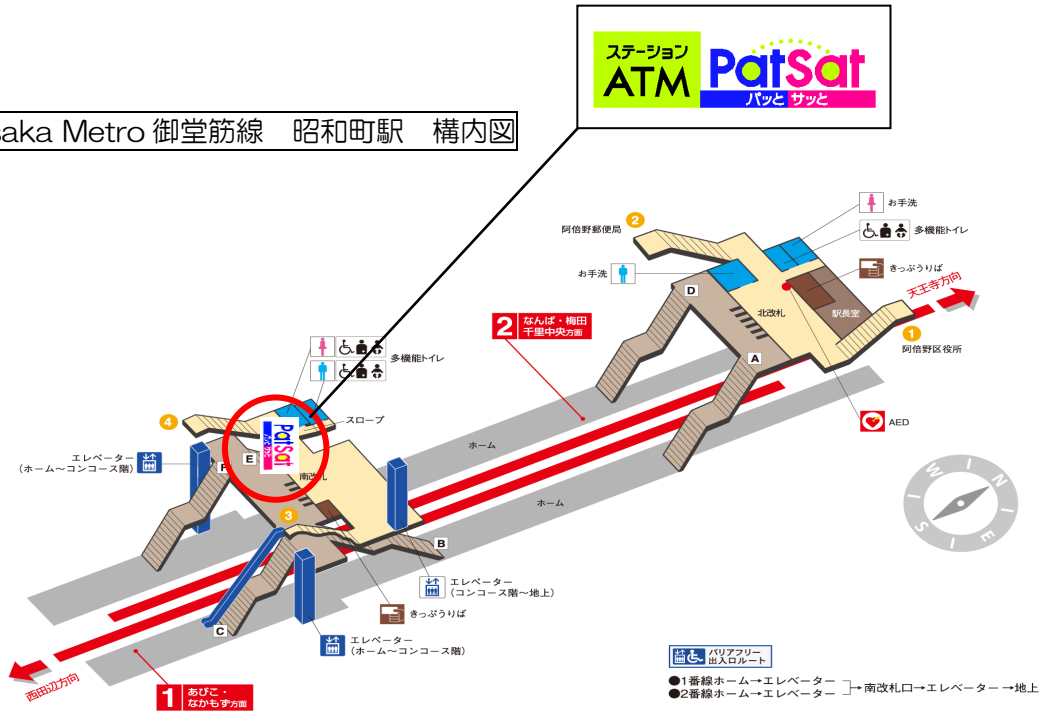 ステーション
ATM
PatSat
パッと サッと
saka Metro 御堂筋線　昭和町駅　構内図
お手洗
2
阿倍野郵便局
多機能トイレ
お手洗
きっぷうりば
天王寺方向
D
北改札
駅長室
2 なんば・梅田
千里中央方面
1
阿倍野区役所
A
多機能トイレ
AED
4
スロープ
PatSat
パッと サッと
エレベーター
(ホーム〜コンコース階)
F
E
ホーム
南改札
ホーム
N
W
I
I
I
I
S
E
3
B
エレベーター
(コンコース階〜地上)
きっぷうりば
C
エレベーター
(ホーム〜コンコース階)
バリアフリー
出入口ルート
西田辺方向
1 あびこ・
なかもず方面
●1番線ホーム→エレベーター
●2番線ホーム→エレベーター
→南改札口→エレベーター→地上